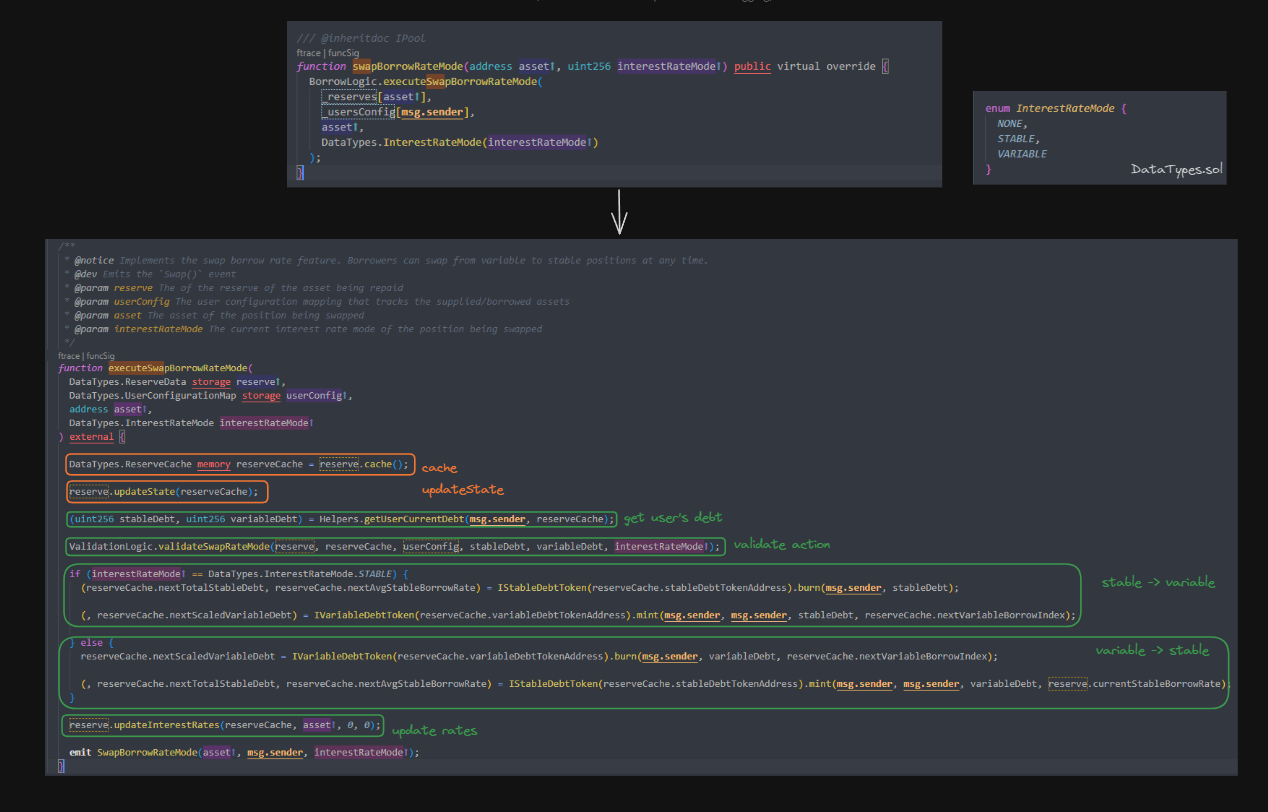 /// @inheritdoc IPool
ftrace | funcSig
function swapBorrowRateMode(address asset↑, uint256 interestRateMode↑) public virtual override {
BorrowLogic.executeSwapBorrowRateMode(
_reserves[asset↑],
_usersConfig[msg.sender],
asset↑,
DataTypes.InterestRateMode(interestRateMode↑)
);
}
enum InterestRateMode {
NONE,
STABLE,
VARIABLE
}
DataTypes.sol
/**
* @notice Implements the swap borrow rate feature. Borrowers can swap from variable to stable positions at any time.
* @dev Emits the `Swap()` event
* @param reserve The of the reserve of the asset being repaid
* @param userConfig The user configuration mapping that tracks the supplied/borrowed assets
* @param asset The asset of the position being swapped
* @param interestRateMode The current interest rate mode of the position being swapped
*/
ftrace | funcSig
function executeSwapBorrowRateMode(
DataTypes.ReserveData storage reserve↑,
DataTypes.UserConfigurationMap storage userConfig↑,
address asset↑,
DataTypes.InterestRateMode interestRateMode↑
) external {
DataTypes.ReserveCache memory reserveCache = reserve.cache();
cache
reserve.updateState(reserveCache);
updateState
(uint256 stableDebt, uint256 variableDebt) = Helpers.getUserCurrentDebt(msg.sender, reserveCache);
get user's debt
ValidationLogic.validateSwapRateMode(reserve, reserveCache, userConfig, stableDebt, variableDebt, interestRateMode↑);
validate action
if (interestRateMode↑ == DataTypes.InterestRateMode.STABLE) {
stable -> variable
(reserveCache.nextTotalStableDebt, reserveCache.nextAvgStableBorrowRate) = IStableDebtToken(reserveCache.stableDebtTokenAddress).burn(msg.sender, stableDebt);
(, reserveCache.nextScaledVariableDebt) = IVariableDebtToken(reserveCache.variableDebtTokenAddress).mint(msg.sender, msg.sender, stableDebt, reserveCache.nextVariableBorrowIndex);
} else {
variable -> stable
reserveCache.nextScaledVariableDebt = IVariableDebtToken(reserveCache.variableDebtTokenAddress).burn(msg.sender, variableDebt, reserveCache.nextVariableBorrowIndex);
(, reserveCache.nextTotalStableDebt, reserveCache.nextAvgStableBorrowRate) = IStableDebtToken(reserveCache.stableDebtTokenAddress).mint(msg.sender, msg.sender, variableDebt, reserve.currentStableBorrowRate);
}
reserve.updateInterestRates(reserveCache, asset↑, 0, 0);
update rates
emit SwapBorrowRateMode(asset↑, msg.sender, interestRateMode↑);
}